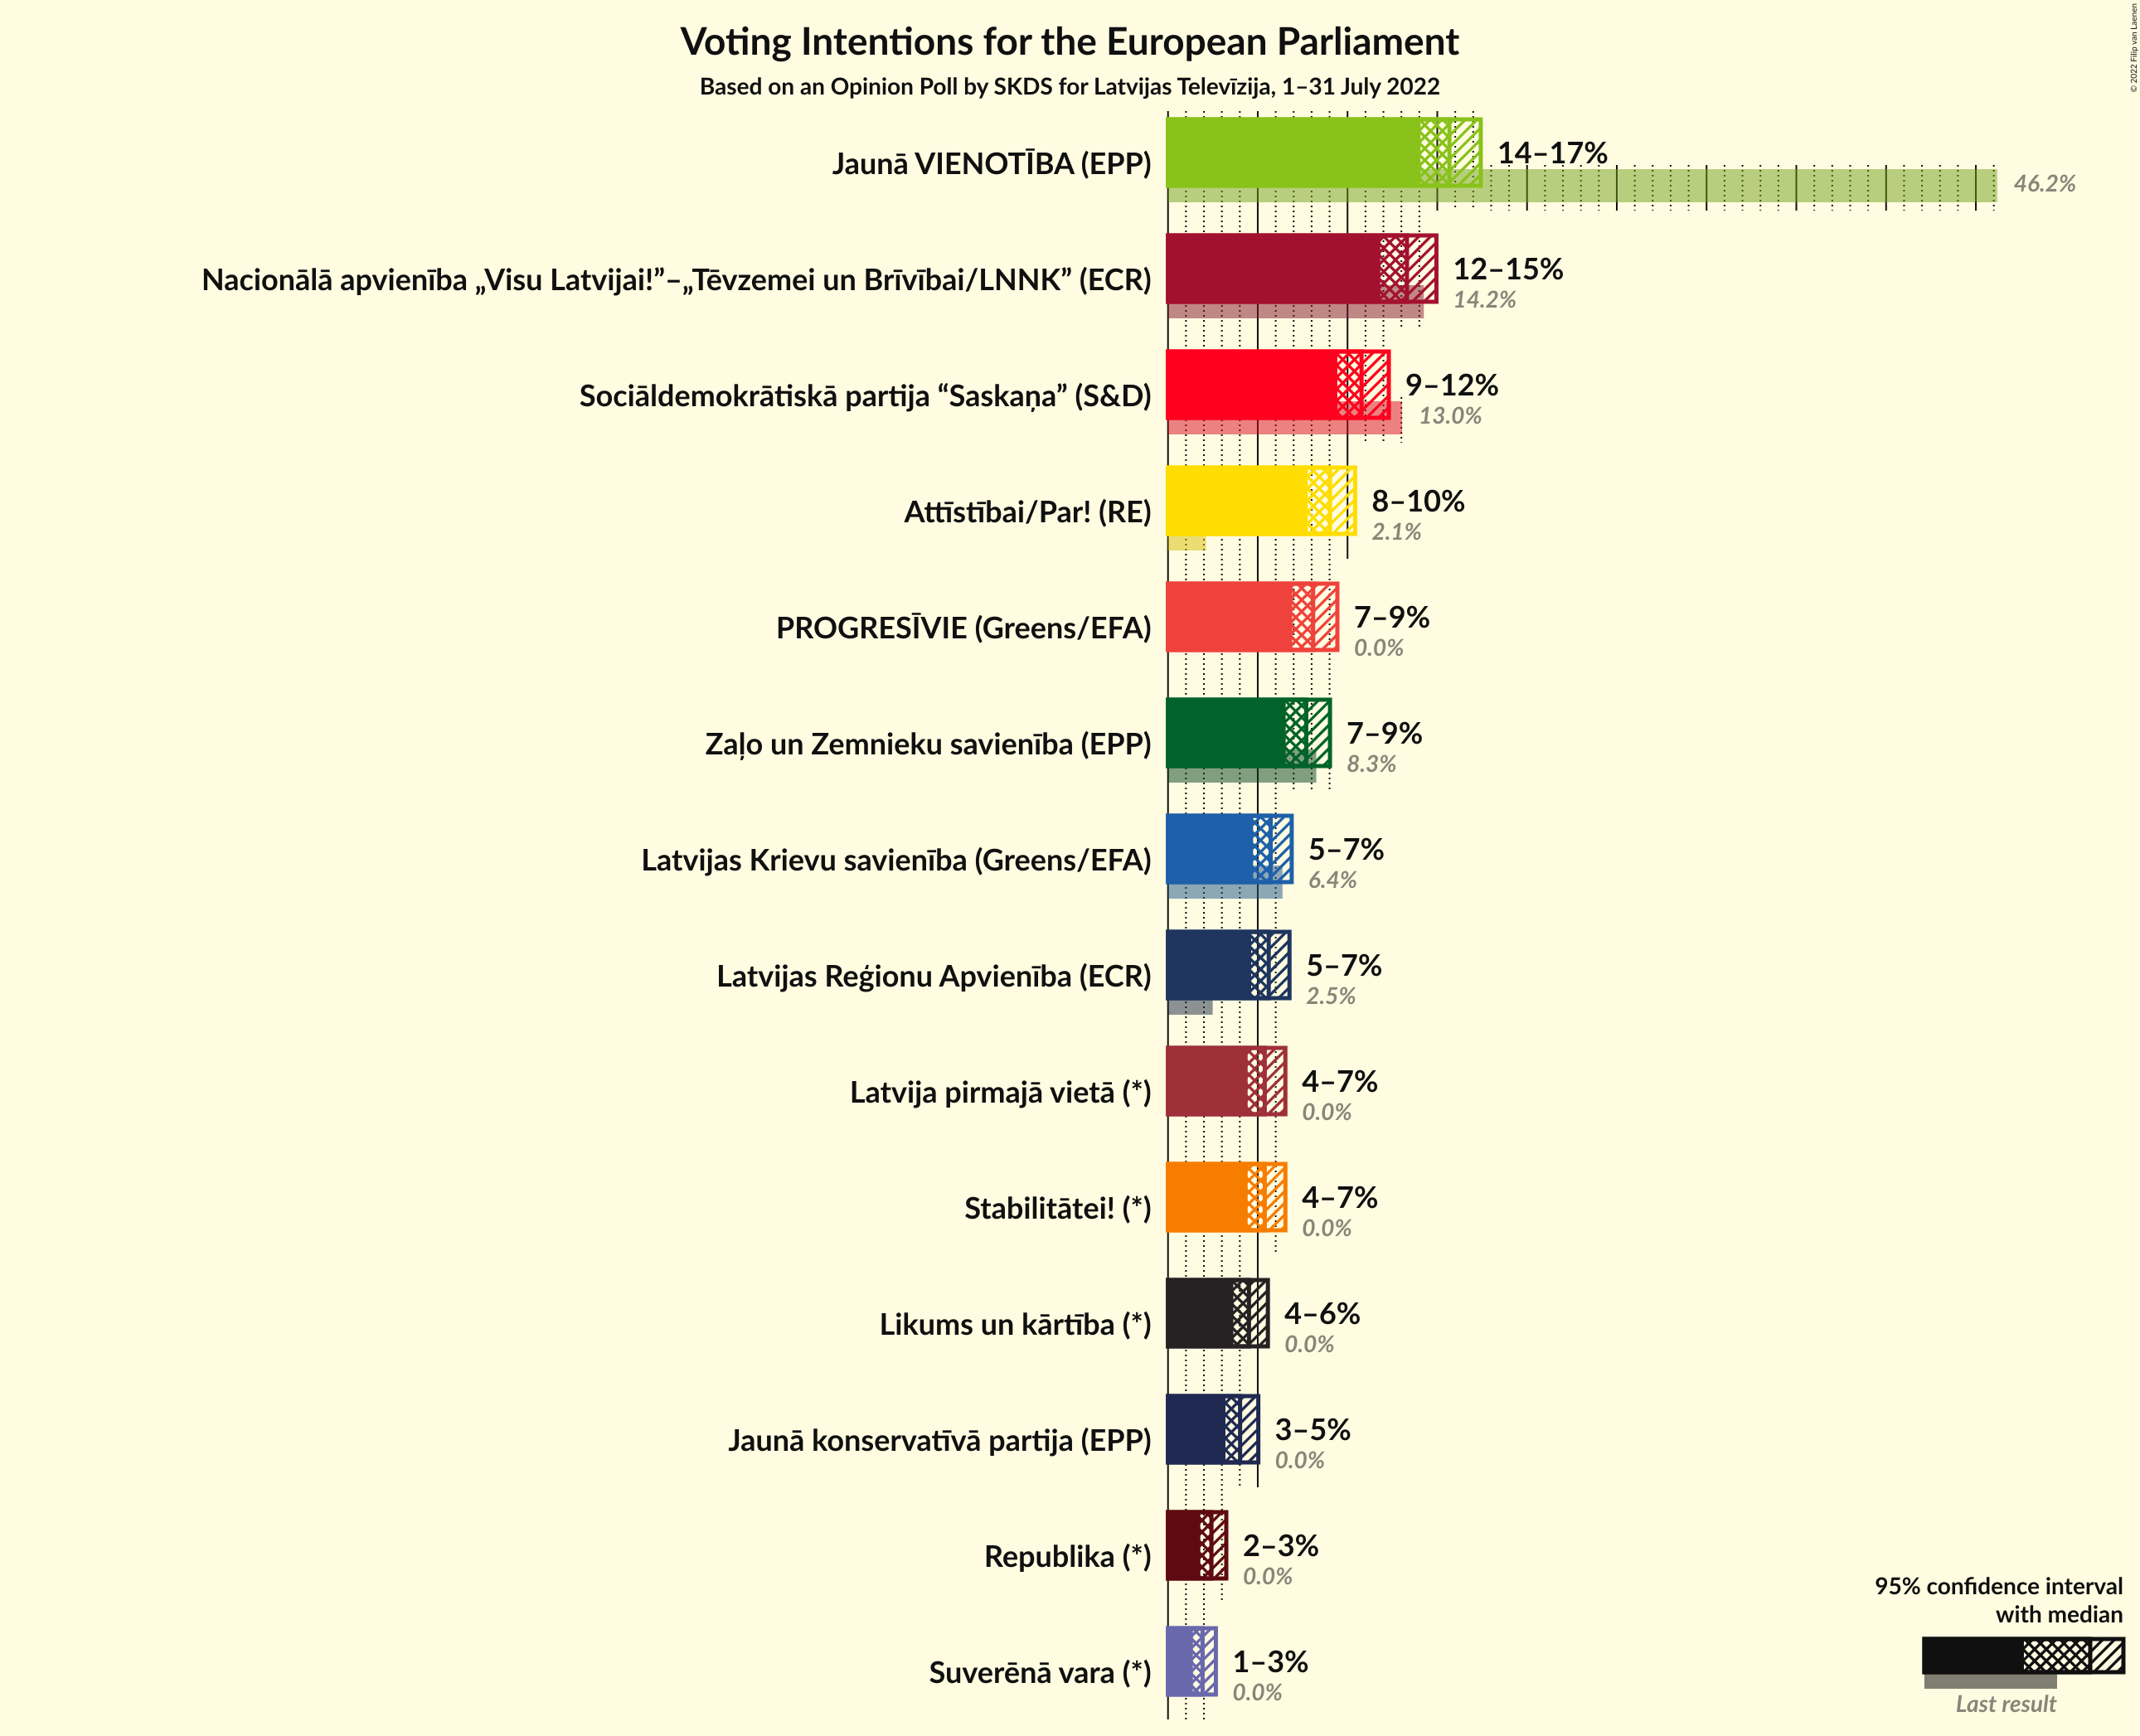 Voting Intentions for the European Parliament
Based on an Opinion Poll by SKDS for Latvijas Televīzija, 1–31 July 2022
© 2022 Filip van Laenen
Jaunā VIENOTĪBA (EPP)
14–17%
46.2%
Nacionālā apvienība „Visu Latvijai!”–„Tēvzemei un Brīvībai/LNNK” (ECR)
12–15%
14.2%
Sociāldemokrātiskā partija “Saskaņa” (S&D)
9–12%
13.0%
Attīstībai/Par! (RE)
8–10%
2.1%
PROGRESĪVIE (Greens/EFA)
7–9%
0.0%
Zaļo un Zemnieku savienība (EPP)
7–9%
8.3%
Latvijas Krievu savienība (Greens/EFA)
5–7%
6.4%
Latvijas Reģionu Apvienība (ECR)
5–7%
2.5%
Latvija pirmajā vietā (*)
4–7%
0.0%
Stabilitātei! (*)
4–7%
0.0%
Likums un kārtība (*)
4–6%
0.0%
Jaunā konservatīvā partija (EPP)
3–5%
0.0%
Republika (*)
2–3%
0.0%
Suverēnā vara (*)
1–3%
0.0%
95% confidence interval
with median
Last result